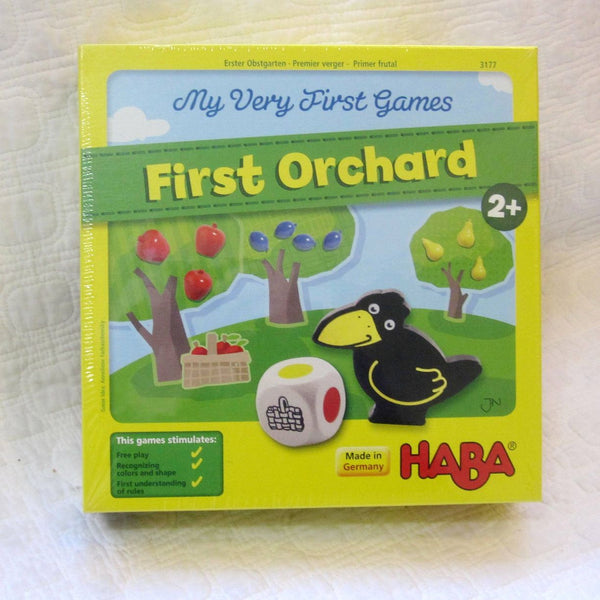 Erster Obstgarten - Premier verger - Primer frutal
3177
My Very First Games
First Orchard
2+
JN
This games stimulates:
Free play
Recognizing
colors and shape
First understanding
of rules
Made in
Germany
HABA®